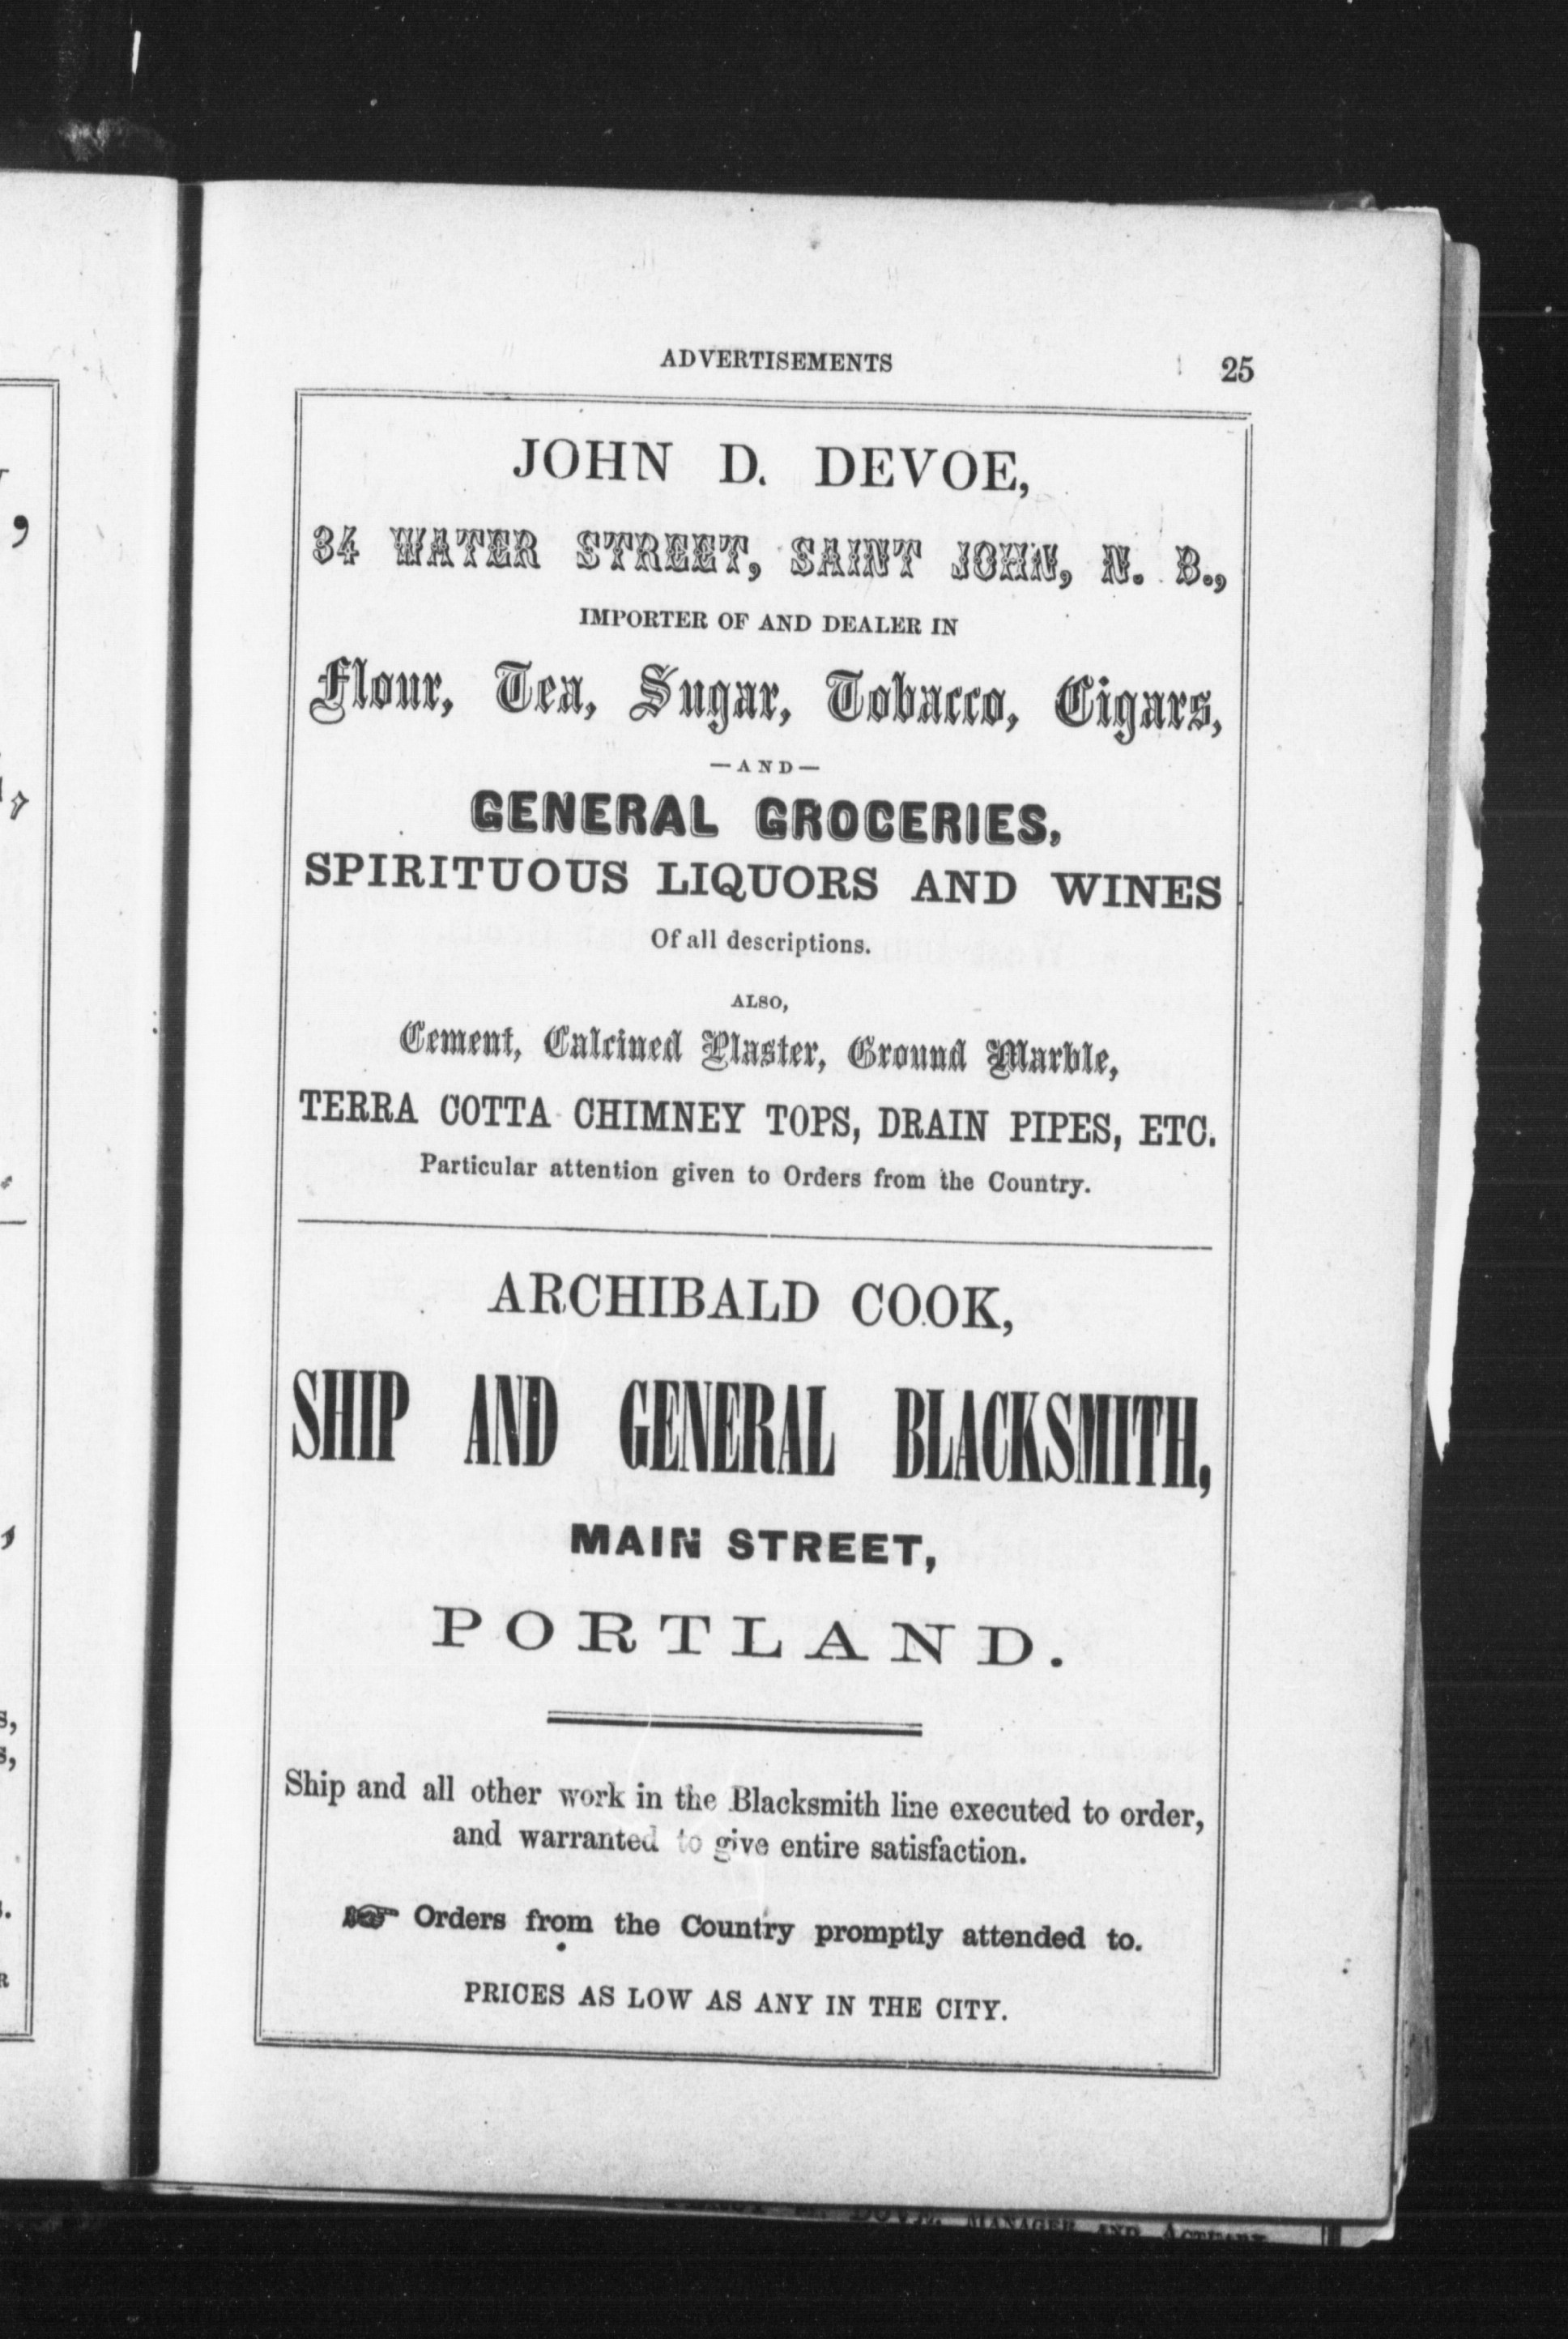 ADVERTISEMENTS 25
JOHN D. DEVOE,
34 WATER STREET, SAINT JOHN, N. B.,
IMPORTER OF AND DEALER IN
Flour, Tea, Sugar, Tobacco, Cigars,
—AND—
GENERAL GROCERIES,
SPIRITUOUS LIQUORS AND WINES
Of all descriptions.
ALSO,
Cement, Calcined Plaster, Ground Marble,
TERRA COTTA CHIMNEY TOPS, DRAIN PIPES, ETC.
Particular attention given to Orders from the Country.
ARCHIBALD COOK,
SHIP AND GENERAL BLACKSMITH,
MAIN STREET,
PORTLAND.
Ship and all other work in the Blacksmith line executed to order,
and warranted to give entire satisfaction.
☞ Orders from the Country promptly attended to.
PRICES AS LOW AS ANY IN THE CITY.
DOVE, MANAGER AND ACTUARY